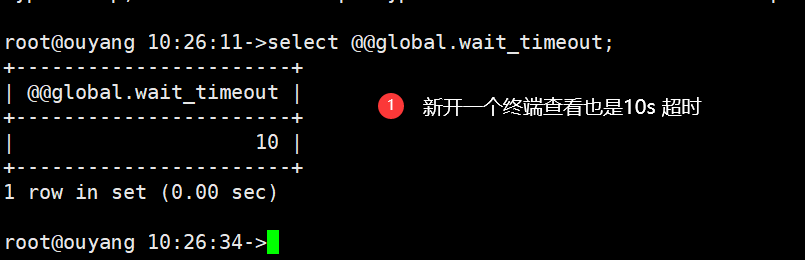 root@ouyang 10:26:11->select @@global.wait_timeout;
+-----------------------+
| @@global.wait_timeout |
+-----------------------+
1 新开一个终端查看也是10s 超时
|                    10 |
+-----------------------+
1 row in set (0.00 sec)
root@ouyang 10:26:34->